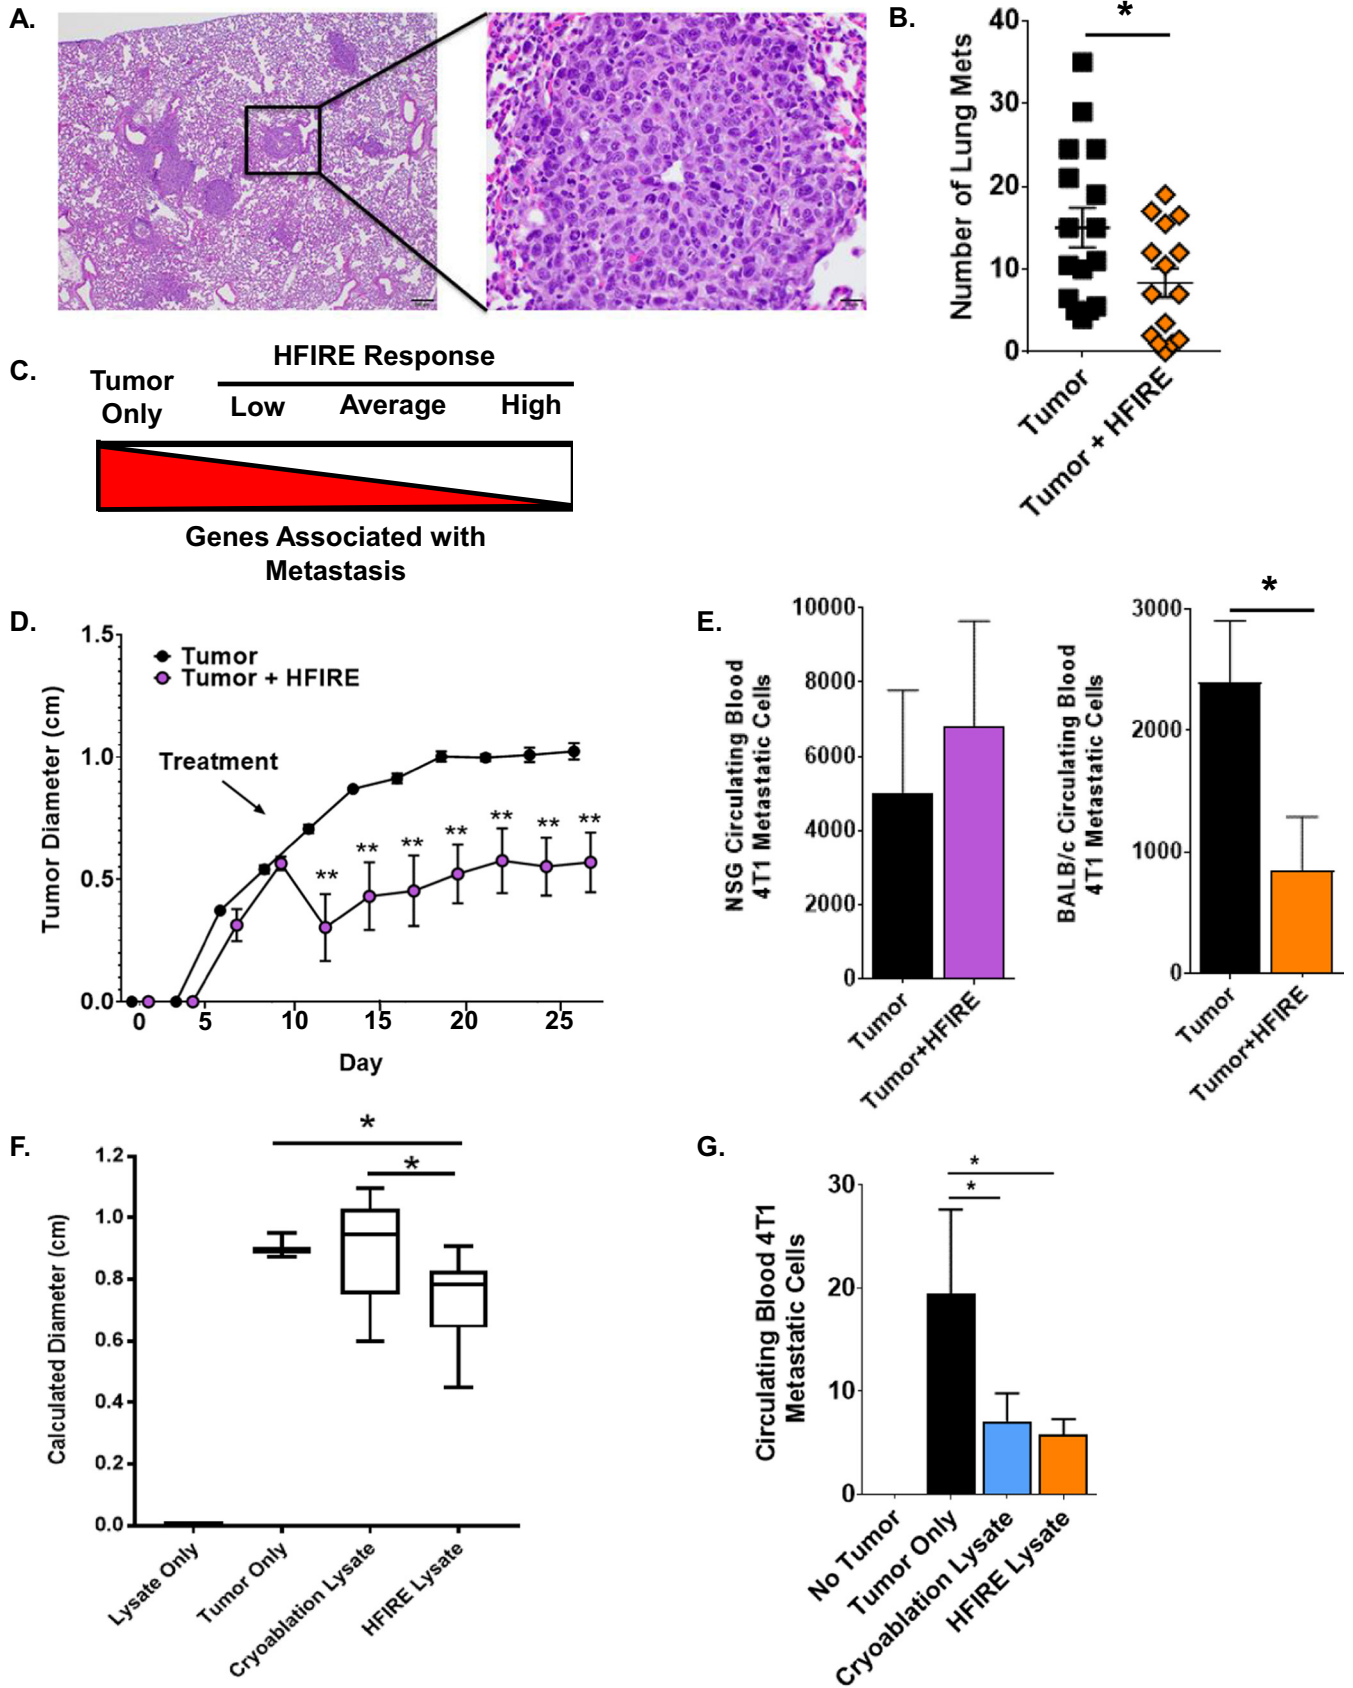 A.
B.
Number of Lung Mets
40
30
20
10
0
*
Tumor
Tumor + HFIRE
C.
Tumor
Only
HFIRE Response
Low Average High
Genes Associated with
Metastasis
D.
Tumor Diameter (cm)
1.5
1.0
0.5
0.0
Tumor
Tumor + HFIRE
Treatment
** ** ** ** ** ** **
0 5 10 15 20 25
Day
E.
NSG Circulating Blood
4T1 Metastatic Cells
10000
8000
6000
4000
2000
0
Tumor
Tumor+HFIRE
BALB/c Circulating Blood
4T1 Metastatic Cells
3000
2000
1000
0
*
Tumor
Tumor+HFIRE
F.
Calculated Diameter (cm)
1.2
1.0
0.8
0.6
0.4
0.2
0.0
*
*
Lysate Only
Tumor Only
Cryoablation Lysate
HFIRE Lysate
G.
Circulating Blood 4T1
Metastatic Cells
30
20
10
0
*
*
No Tumor
Tumor Only
Cryoablation Lysate
HFIRE Lysate